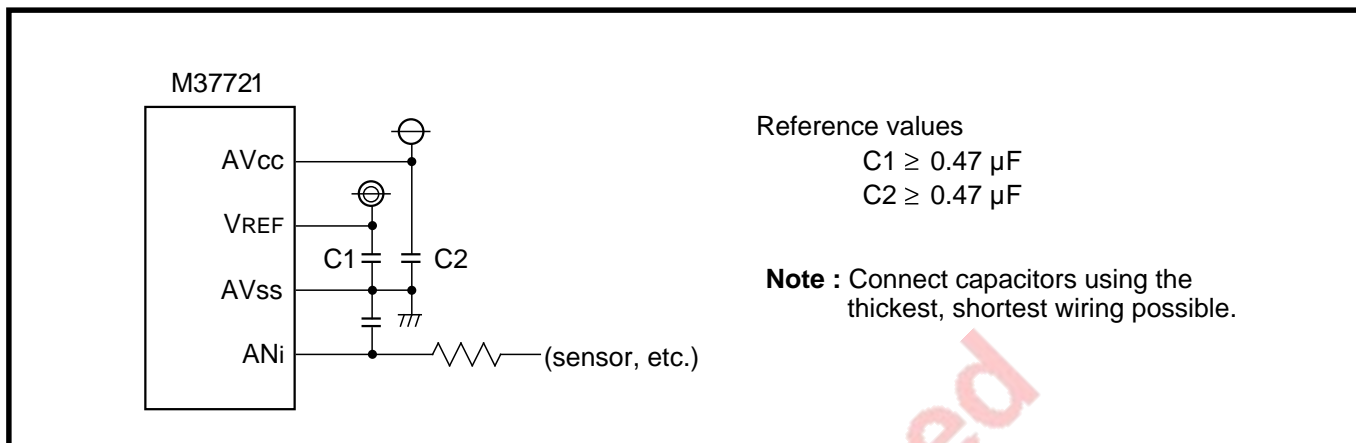 M37721
AVcc
VREF
AVss
ANi
C1
C2
(sensor, etc.)
Reference values
C1 ≥ 0.47 µF
C2 ≥ 0.47 µF
Note : Connect capacitors using the
thickest, shortest wiring possible.